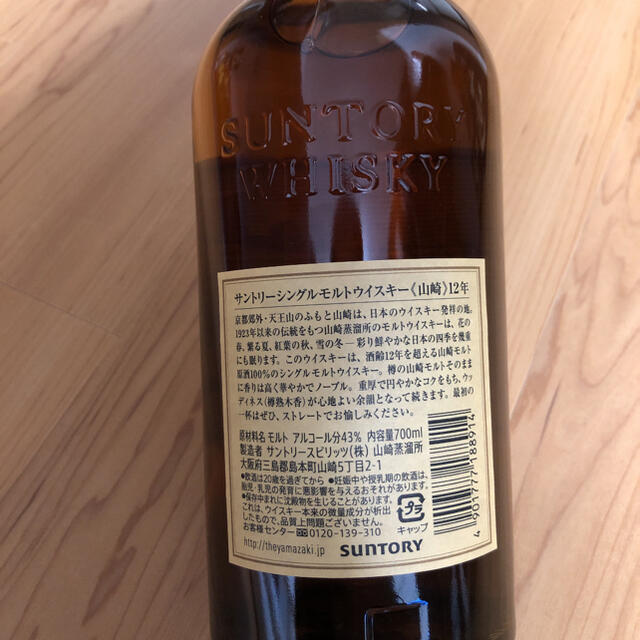 SUNTORY
WHISKY
サントリーシングルモルトウイスキー《山崎》12年
京都郊外・天王山のふもと山崎は、日本のウイスキー発祥の地。
1923年以来の伝統をもつ山崎蒸溜所のモルトウイスキーは、花の
春、繁る夏、紅葉の秋、雪の冬―彩り鮮やかな日本の四季を幾重
にも眠ります。このウイスキーは、酒齢12年を超える山崎モルト
原酒100%のシングルモルトウイスキー。樽の山崎モルトそのまま
に香りは高く華やかでノーブル。重厚で円やかなコクをもち、ウッ
ディネス(樽熟木香)が心地よい余韻となって続きます。最初の
一杯はぜひ、ストレートでお愉しみください。
原材料名 モルト アルコール分43% 内容量700ml
製造者 サントリースピリッツ(株) 山崎蒸溜所
大阪府三島郡島本町山崎5丁目2-1
●飲酒は20歳を過ぎてから ●妊娠中や授乳期の飲酒は、
胎児・乳児の発育に悪影響を与えるおそれがあります。
●保存中まれに沈殿物を生じることがあります。
これは、ウイスキー本来の微量成分が析出
したもので、品質上問題ございません。
お客様センター 0120-139-310
http://theyamazaki.jp
SUNTORY
プラ
キャップ
4 901777 188914